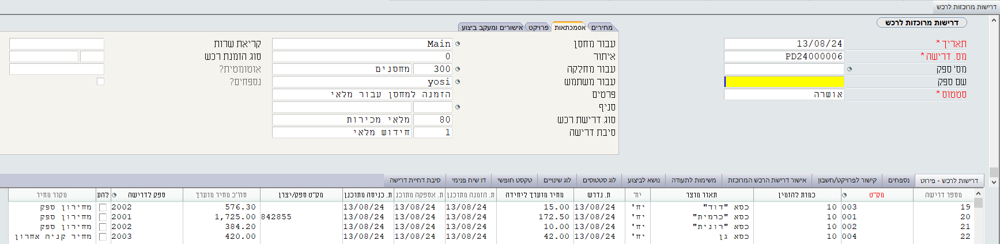 דרישות מרוכזות לרכש
דרישות מרוכזות לרכש
תאריך * 13/08/24
מס. דרישה * PD24000006
מס' ספק
שם ספק
סטטוס * אושרה
מחירים אסמכתאות פרויקט אישורים ומעקב ביצוע
עבור מחסן Main קריאת שרות
איתור 0 סוג הזמנת רכש
עבור מחלקה 300 מחסנים אוטומטית?
עבור משתמש yosi נספחים?
פרטים הזמנה למחסן עבור מלאי
סניף
סוג דרישת רכש 80 מלאי מכירות
סיבת דרישה 1 חידוש מלאי
דרישות לרכש - פירוט נספחים קישור לפרויקט/חשבון אישור דרישת הרכש המרוכזת משימות לתעודה נושא לביצוע לוג סטטוסים לוג שינויים טקסט חופשי דו שיח פנימי סיבת דחיית דרישה
מספר דרישה מק"ט כמות להזמין תאור מוצר יח' ת. נדרש מחיר מוערך ליחידה ת. הזמנה מתוכנן ת. אספקה מתוכנן ת. כניסה מתוכנן מק"ט ספק/יצרן סה"כ מחיר מוערך ספק לדרישה להע מקור מחיר
19 003 10 כסא "דוד" יח' 13/08/24 15.00 13/08/24 13/08/24 13/08/24 576.30 2002 מחירון ספק
20 001 10 כסא "כרמית" יח' 13/08/24 172.50 13/08/24 13/08/24 13/08/24 842855 1,725.00 2001 מחירון ספק
21 002 10 כסא "רונית" יח' 13/08/24 10.00 13/08/24 13/08/24 13/08/24 384.20 2002 מחירון ספק
22 004 10 כסא גן יח' 13/08/24 42.00 13/08/24 13/08/24 13/08/24 420.00 2003 מחיר קניה אחרון